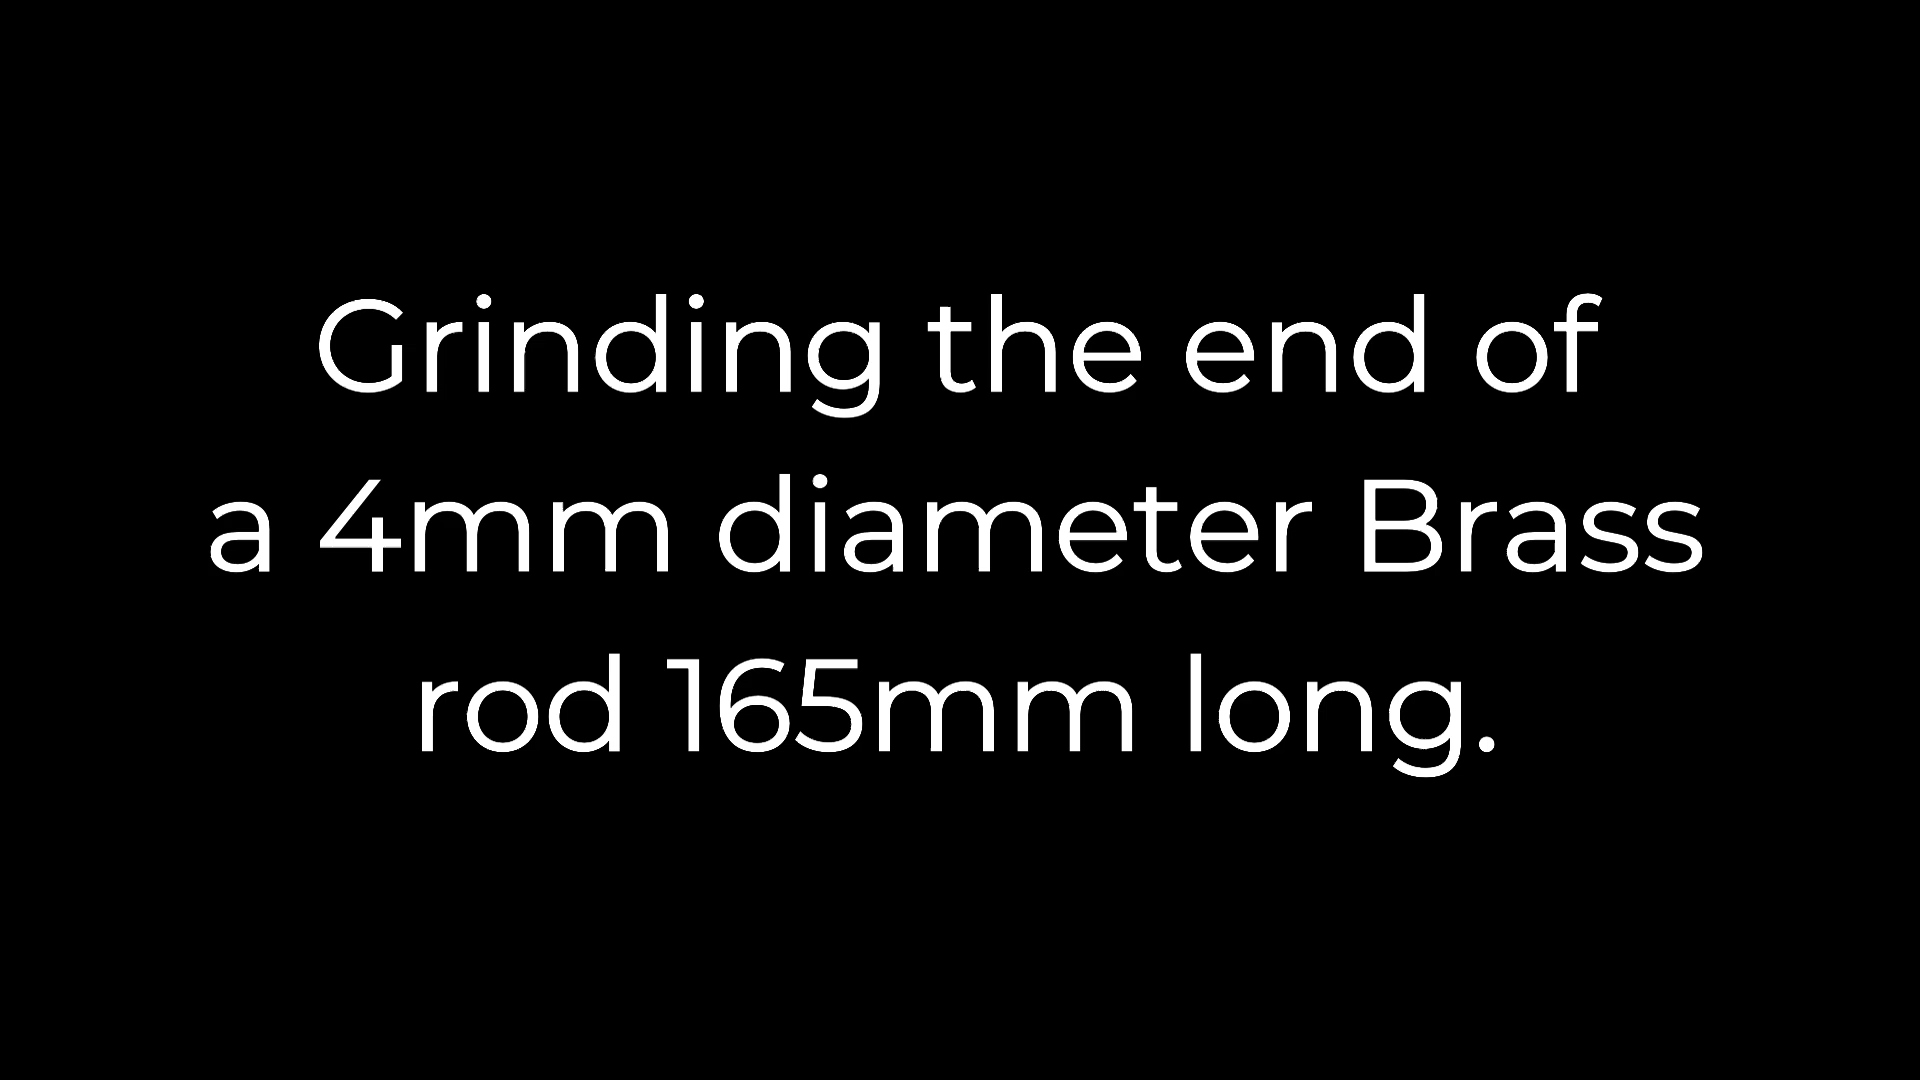 Grinding the end of
a 4mm diameter Brass
rod 165mm long.